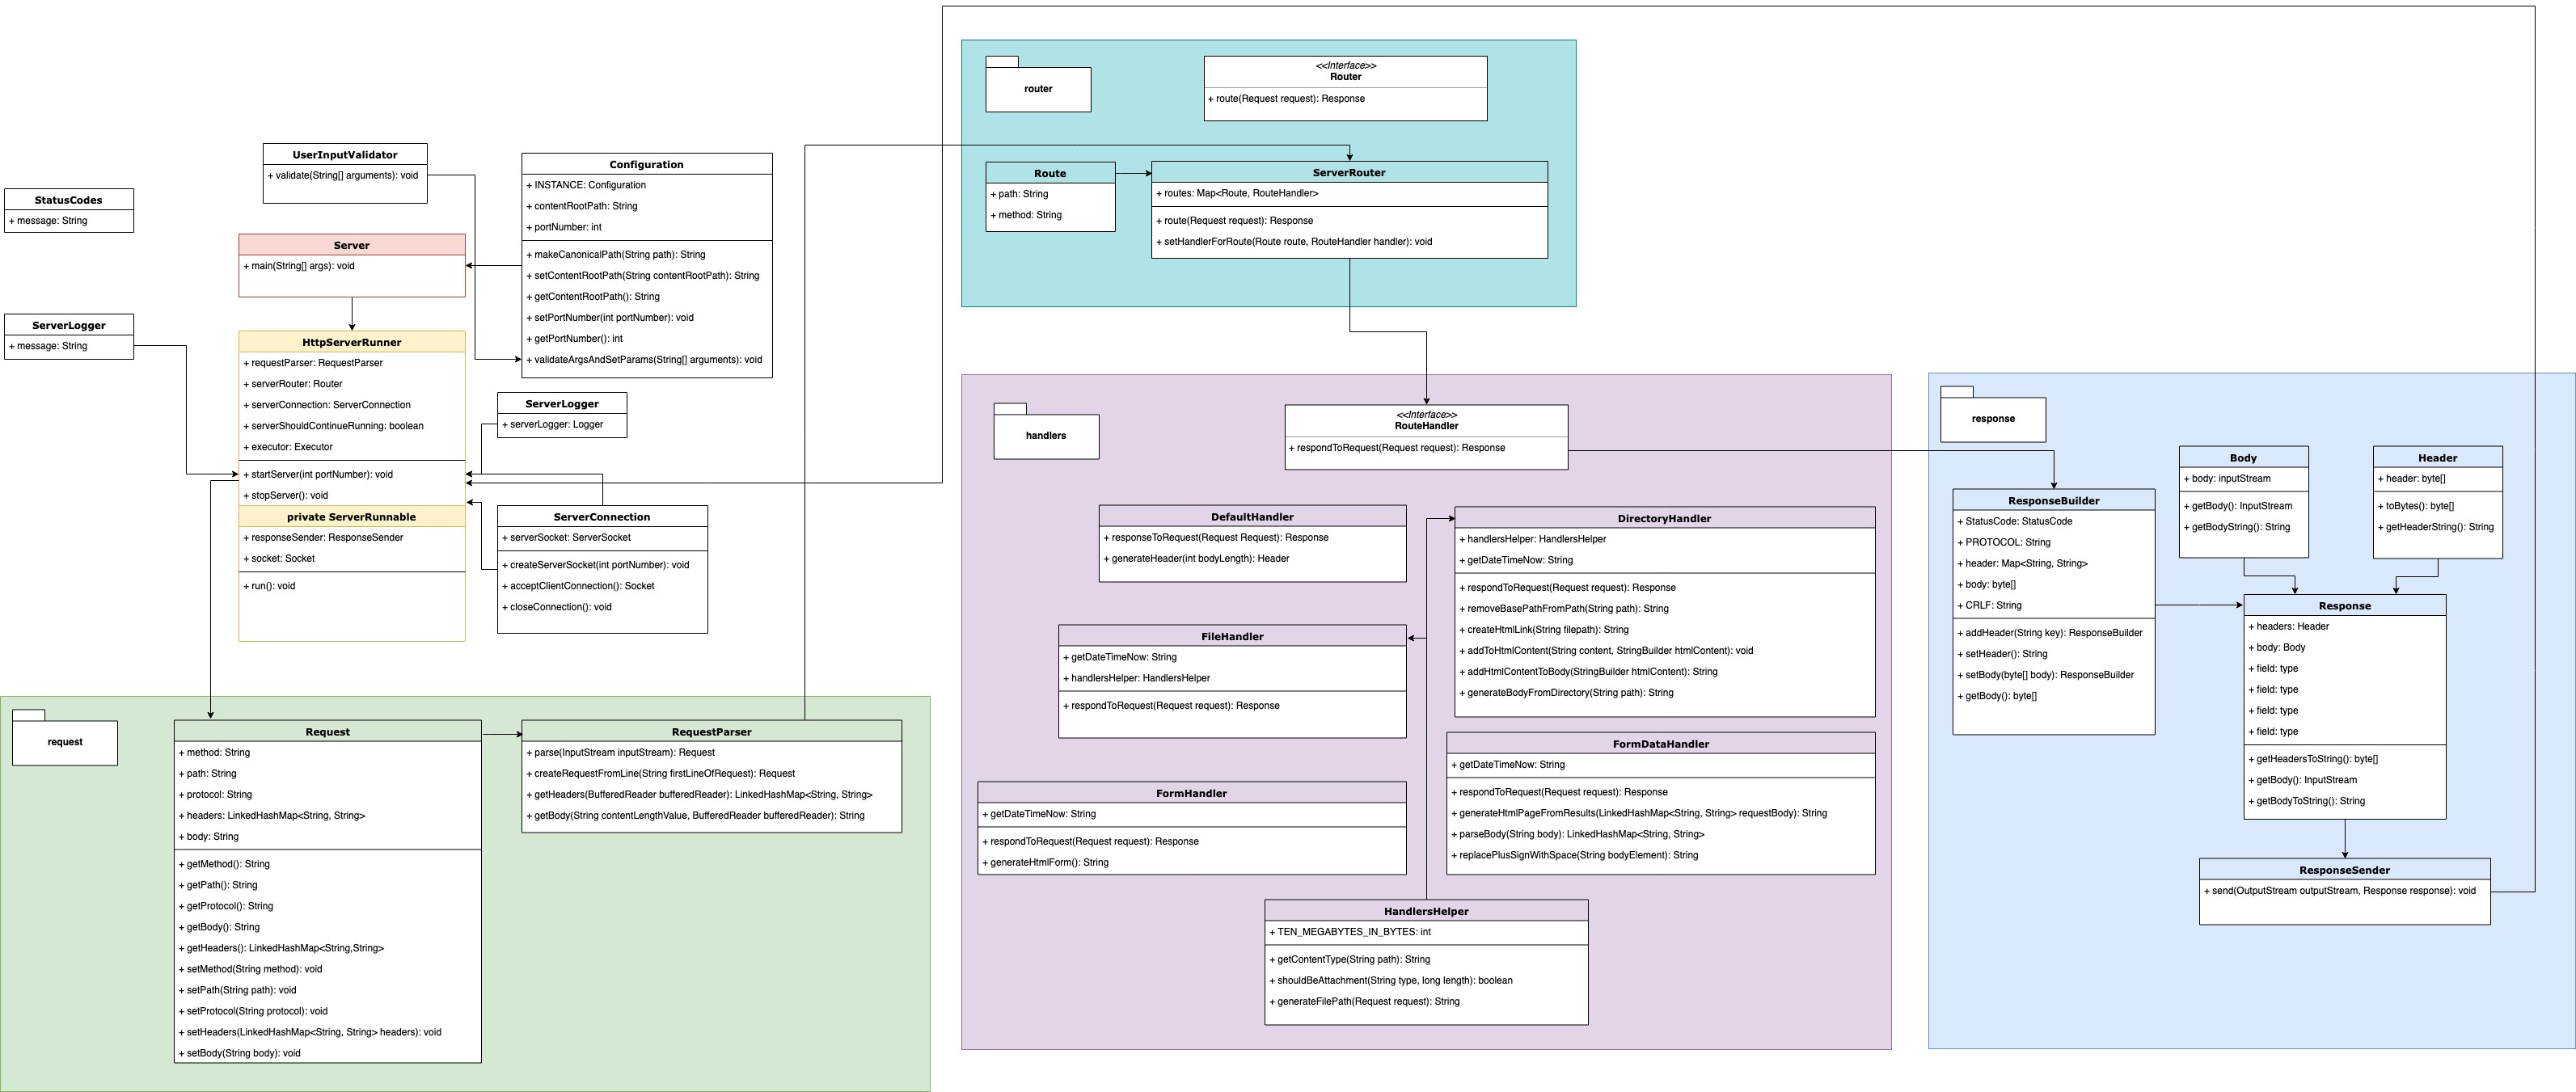 StatusCodes
+ message: String
ServerLogger
+ message: String
UserInputValidator
+ validate(String[] arguments): void
Server
+ main(String[] args): void
HttpServerRunner
+ requestParser: RequestParser
+ serverRouter: Router
+ serverConnection: ServerConnection
+ serverShouldContinueRunning: boolean
+ executor: Executor
+ startServer(int portNumber): void
+ stopServer(): void
private ServerRunnable
+ responseSender: ResponseSender
+ socket: Socket
+ run(): void
Configuration
+ INSTANCE: Configuration
+ contentRootPath: String
+ portNumber: int
+ makeCanonicalPath(String path): String
+ setContentRootPath(String contentRootPath): String
+ getContentRootPath(): String
+ setPortNumber(int portNumber): void
+ getPortNumber(): int
+ validateArgsAndSetParams(String[] arguments): void
ServerLogger
+ serverLogger: Logger
ServerConnection
+ serverSocket: ServerSocket
+ createServerSocket(int portNumber): void
+ acceptClientConnection(): Socket
+ closeConnection(): void
request
Request
+ method: String
+ path: String
+ protocol: String
+ headers: LinkedHashMap<String, String>
+ body: String
+ getMethod(): String
+ getPath(): String
+ getProtocol(): String
+ getBody(): String
+ getHeaders(): LinkedHashMap<String,String>
+ setMethod(String method): void
+ setPath(String path): void
+ setProtocol(String protocol): void
+ setHeaders(LinkedHashMap<String, String> headers): void
+ setBody(String body): void
RequestParser
+ parse(InputStream inputStream): Request
+ createRequestFromLine(String firstLineOfRequest): Request
+ getHeaders(BufferedReader bufferedReader): LinkedHashMap<String, String>
+ getBody(String contentLengthValue, BufferedReader bufferedReader): String
router
<<Interface>>
Router
+ route(Request request): Response
Route
+ path: String
+ method: String
ServerRouter
+ routes: Map<Route, RouteHandler>
+ route(Request request): Response
+ setHandlerForRoute(Route route, RouteHandler handler): void
handlers
<<Interface>>
RouteHandler
+ respondToRequest(Request request): Response
DefaultHandler
+ responseToRequest(Request Request): Response
+ generateHeader(int bodyLength): Header
DirectoryHandler
+ handlersHelper: HandlersHelper
+ getDateTimeNow: String
+ respondToRequest(Request request): Response
+ removeBasePathFromPath(String path): String
+ createHtmlLink(String filepath): String
+ addToHtmlContent(String content, StringBuilder htmlContent): void
+ addHtmlContentToBody(StringBuilder htmlContent): String
+ generateBodyFromDirectory(String path): String
FileHandler
+ getDateTimeNow: String
+ handlersHelper: HandlersHelper
+ respondToRequest(Request request): Response
FormDataHandler
+ getDateTimeNow: String
+ respondToRequest(Request request): Response
+ generateHtmlPageFromResults(LinkedHashMap<String, String> requestBody): String
+ parseBody(String body): LinkedHashMap<String, String>
+ replacePlusSignWithSpace(String bodyElement): String
FormHandler
+ getDateTimeNow: String
+ respondToRequest(Request request): Response
+ generateHtmlForm(): String
HandlersHelper
+ TEN_MEGABYTES_IN_BYTES: int
+ getContentType(String path): String
+ shouldBeAttachment(String type, long length): boolean
+ generateFilePath(Request request): String
response
ResponseBuilder
+ StatusCode: StatusCode
+ PROTOCOL: String
+ header: Map<String, String>
+ body: byte[]
+ CRLF: String
+ addHeader(String key): ResponseBuilder
+ setHeader(): String
+ setBody(byte[] body): ResponseBuilder
+ getBody(): byte[]
Body
+ body: inputStream
+ getBody(): InputStream
+ getBodyString(): String
Header
+ header: byte[]
+ toBytes(): byte[]
+ getHeaderString(): String
Response
+ headers: Header
+ body: Body
+ field: type
+ field: type
+ field: type
+ field: type
+ getHeadersToString(): byte[]
+ getBody(): InputStream
+ getBodyToString(): String
ResponseSender
+ send(OutputStream outputStream, Response response): void